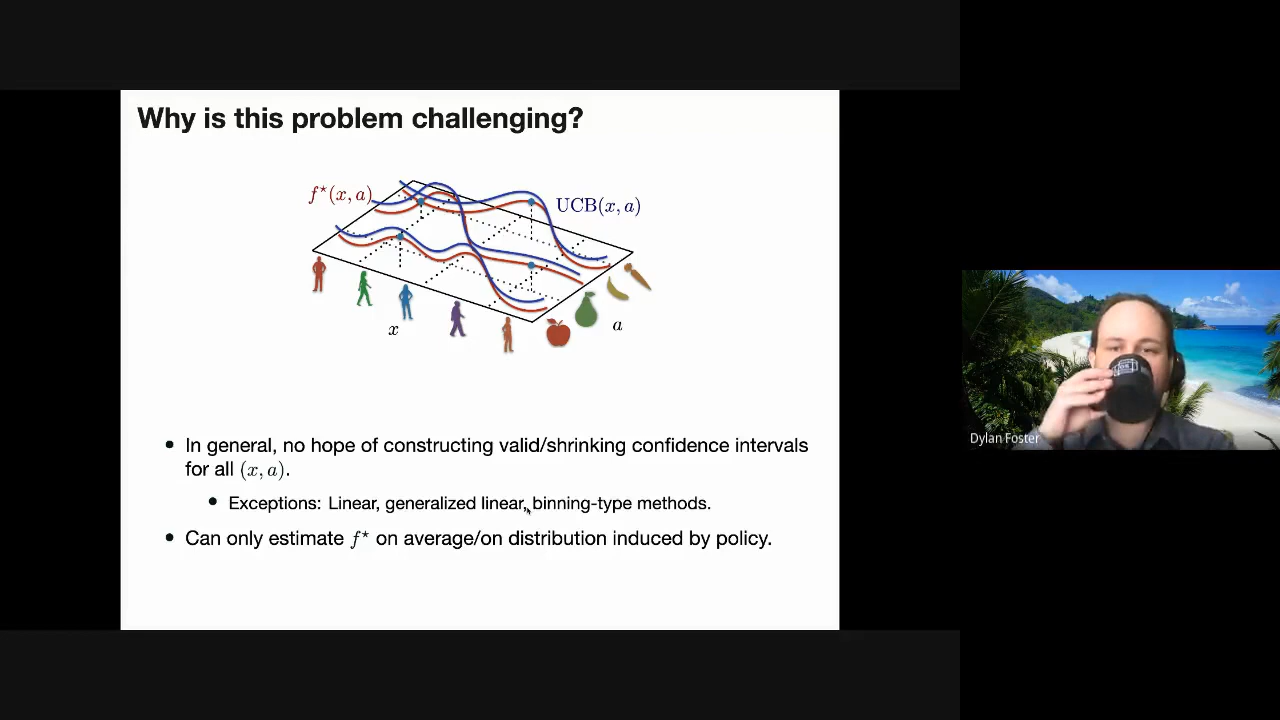 Why is this problem challenging?
f*(x, a)
UCB(x, a)
x
a
• In general, no hope of constructing valid/shrinking confidence intervals
for all (x, a).
• Exceptions: Linear, generalized linear, binning-type methods.
• Can only estimate f* on average/on distribution induced by policy.
Dylan Foster